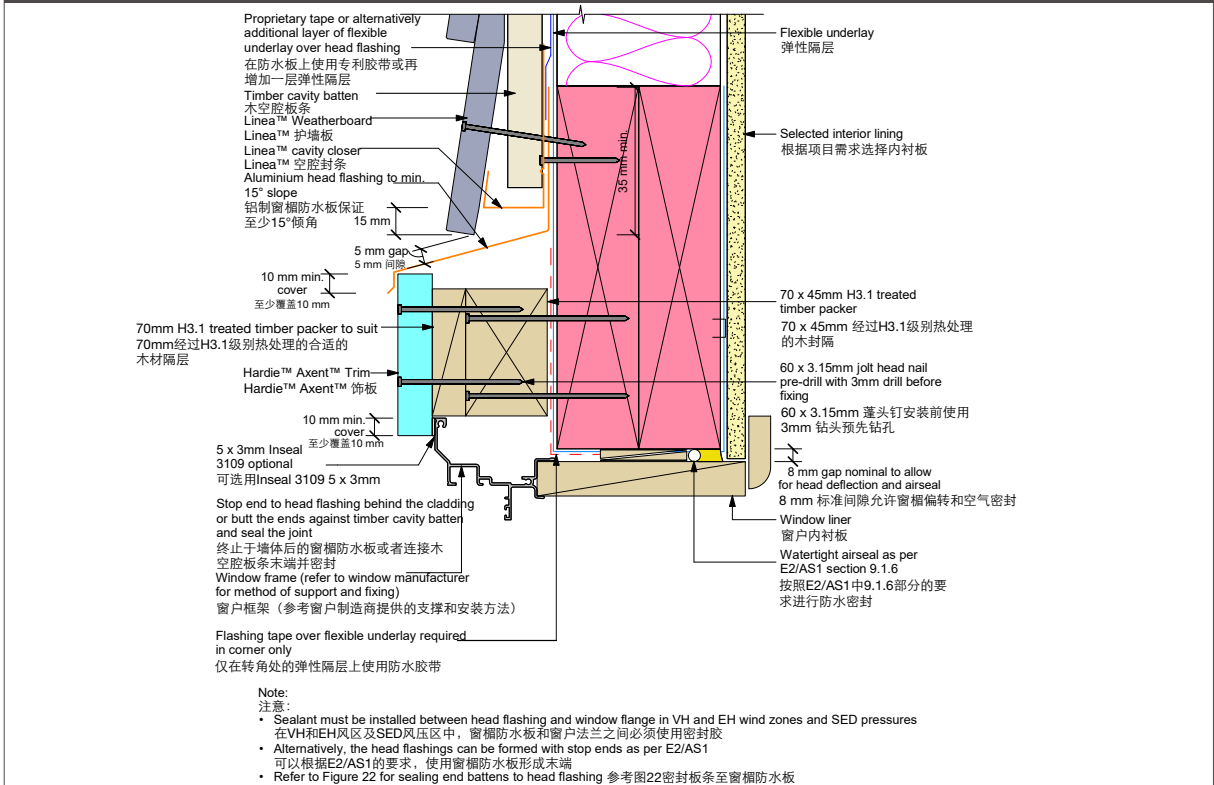 Proprietary tape or alternatively
additional layer of flexible
underlay over head flashing
在防水板上使用专利胶带或再
增加一层弹性隔层
Timber cavity batten
木空腔板条
Linea™ Weatherboard
Linea™ 护墙板
Linea™ cavity closer
Linea™ 空腔封条
Aluminium head flashing to min.
15° slope
铝制窗楣防水板保证
至少15°倾角
15 mm
5 mm gap
5 mm 间隙
10 mm min.
cover
至少覆盖10 mm
70mm H3.1 treated timber packer to suit
70mm经过H3.1级别热处理的合适的
木材隔层
Hardie™ Axent™ Trim
Hardie™ Axent™ 饰板
10 mm min.
cover
至少覆盖10 mm
5 x 3mm Inseal
3109 optional
可选用Inseal 3109 5 x 3mm
Stop end to head flashing behind the cladding
or butt the ends against timber cavity batten
and seal the joint
终止于墙体后的窗楣防水板或者连接木
空腔板条末端并密封
Window frame (refer to window manufacturer
for method of support and fixing)
窗户框架（参考窗户制造商提供的支撑和安装方法）
Flashing tape over flexible underlay required
in corner only
仅在转角处的弹性隔层上使用防水胶带
35 mm min.
Flexible underlay
弹性隔层
Selected interior lining
根据项目需求选择内衬板
70 x 45mm H3.1 treated
timber packer
70 x 45mm 经过H3.1级别热处理
的木封隔
60 x 3.15mm jolt head nail
pre-drill with 3mm drill before
fixing
60 x 3.15mm 蓬头钉安装前使用
3mm 钻头预先钻孔
8 mm gap nominal to allow
for head deflection and airseal
8 mm 标准间隙允许窗楣偏转和空气密封
Window liner
窗户内衬板
Watertight airseal as per
E2/AS1 section 9.1.6
按照E2/AS1中9.1.6部分的要
求进行防水密封
Note:
注意：
• Sealant must be installed between head flashing and window flange in VH and EH wind zones and SED pressures
在VH和EH风区及SED风压区中，窗楣防水板和窗户法兰之间必须使用密封胶
• Alternatively, the head flashings can be formed with stop ends as per E2/AS1
可以根据E2/AS1的要求，使用窗楣防水板形成末端
• Refer to Figure 22 for sealing end battens to head flashing 参考图22密封板条至窗楣防水板